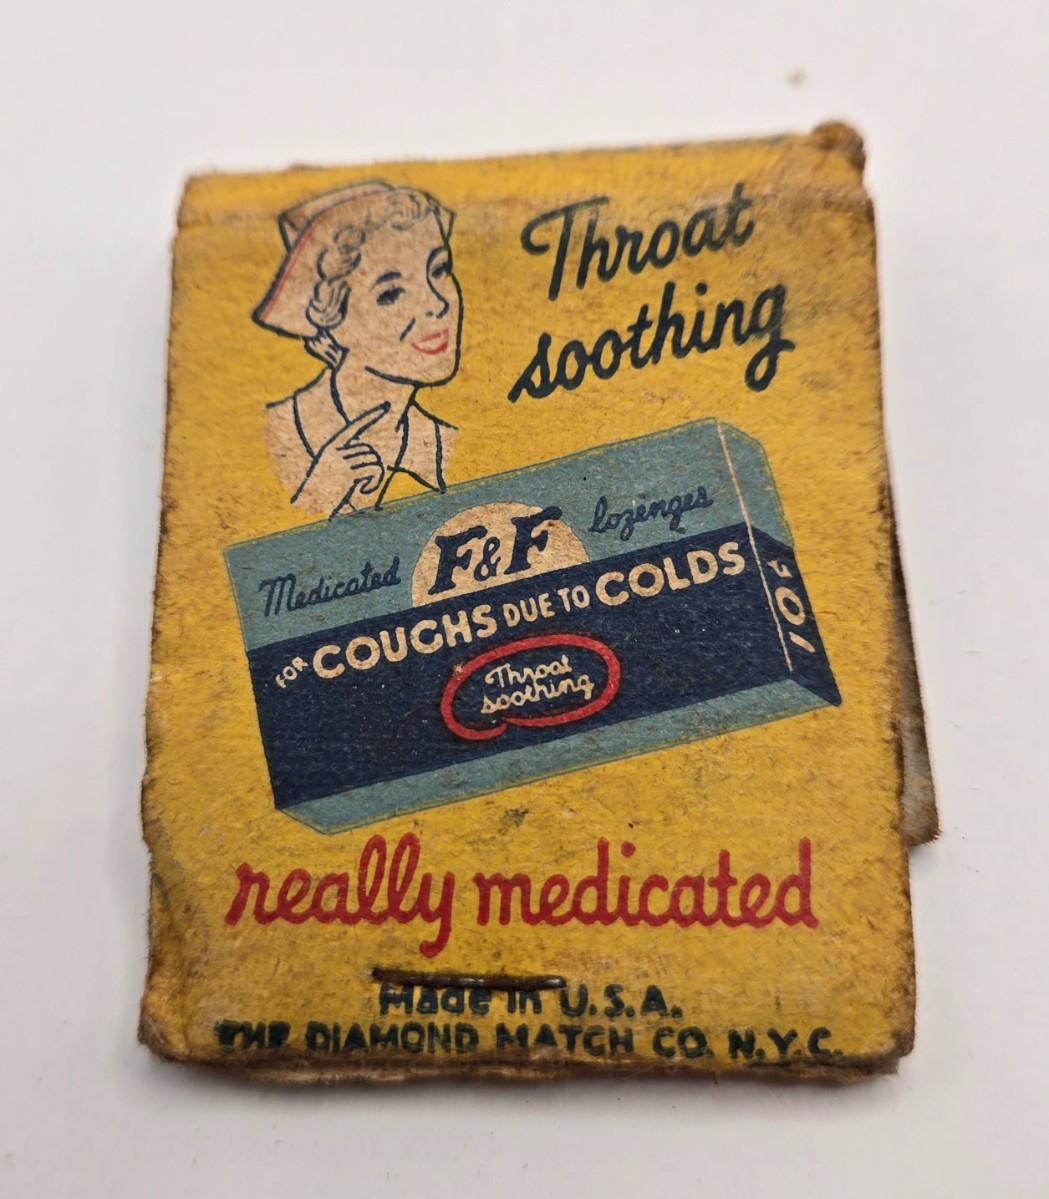 Throat
soothing
Medicated F&F lozenges
FOR COUGHS DUE TO COLDS
Throat
soothing
10¢
really medicated
Made in U.S.A.
THE DIAMOND MATCH CO. N.Y.C.